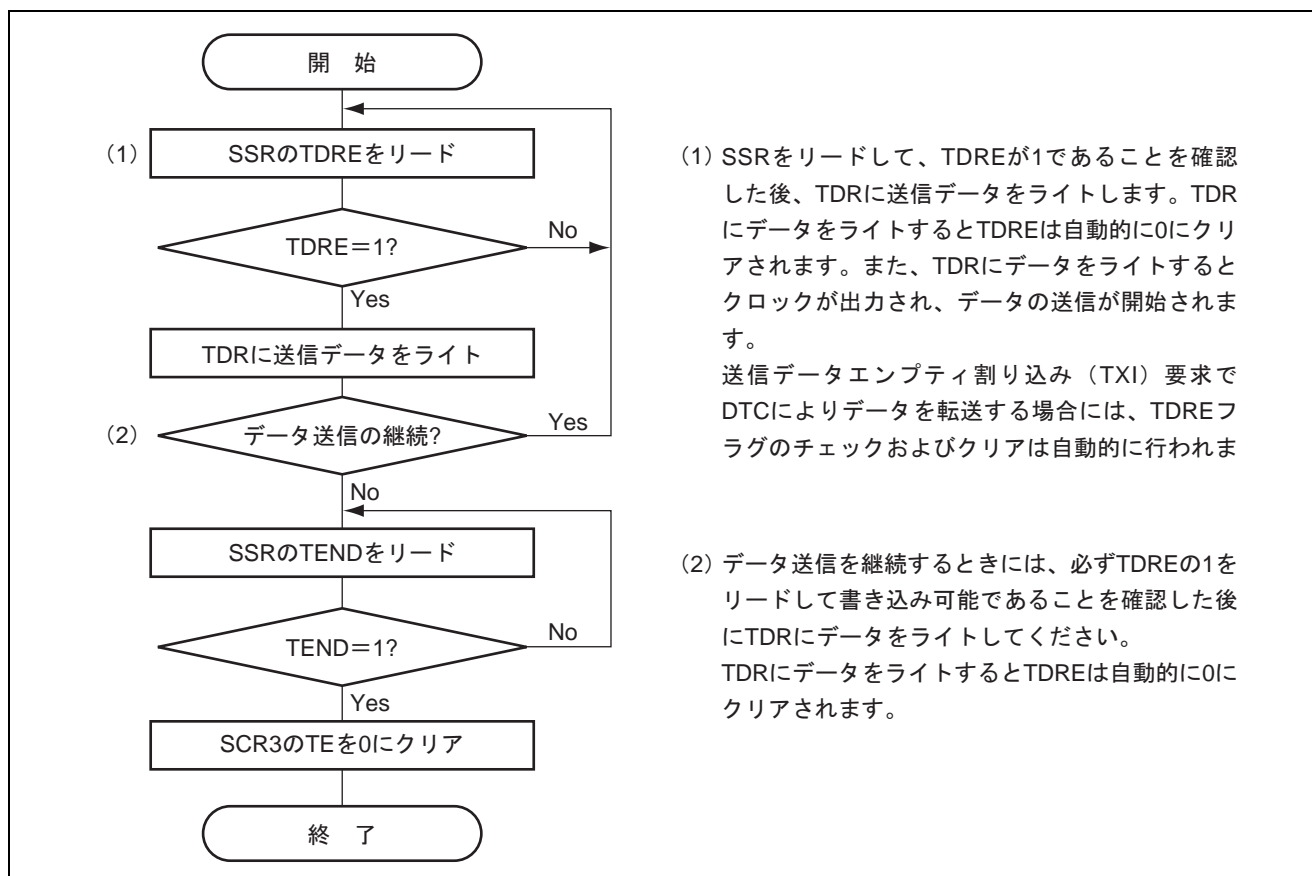 開　始
(1)
SSRのTDREをリード
TDRE＝1?
No
Yes
TDRに送信データをライト
(2)
データ送信の継続?
Yes
No
SSRのTENDをリード
TEND＝1?
No
Yes
SCR3のTEを0にクリア
終　了
(1) SSRをリードして、TDREが1であることを確認
した後、TDRに送信データをライトします。TDR
にデータをライトするとTDREは自動的に0にクリ
アされます。また、TDRにデータをライトすると
クロックが出力され、データの送信が開始されま
す。
送信データエンプティ割り込み（TXI）要求で
DTCによりデータを転送する場合には、TDREフ
ラグのチェックおよびクリアは自動的に行われま
(2) データ送信を継続するときには、必ずTDREの1を
リードして書き込み可能であることを確認した後
にTDRにデータをライトしてください。
TDRにデータをライトするとTDREは自動的に0に
クリアされます。